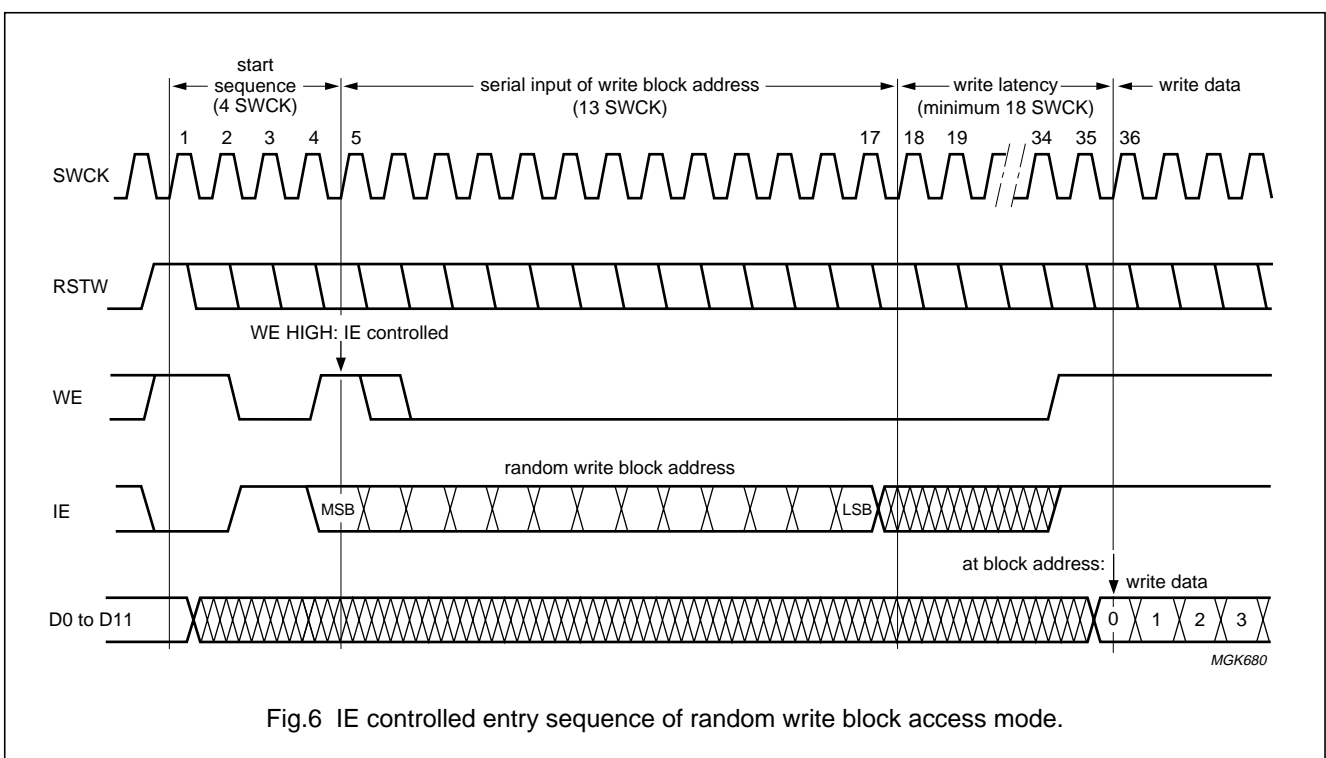 start
sequence
(4 SWCK)
serial input of write block address
(13 SWCK)
write latency
(minimum 18 SWCK)
write data
1 2 3 4 5 17 18 19 34 35 36
SWCK
RSTW
WE HIGH: IE controlled
WE
random write block address
IE
MSB
LSB
at block address:
write data
D0 to D11
0 1 2 3
MGK680
Fig.6 IE controlled entry sequence of random write block access mode.